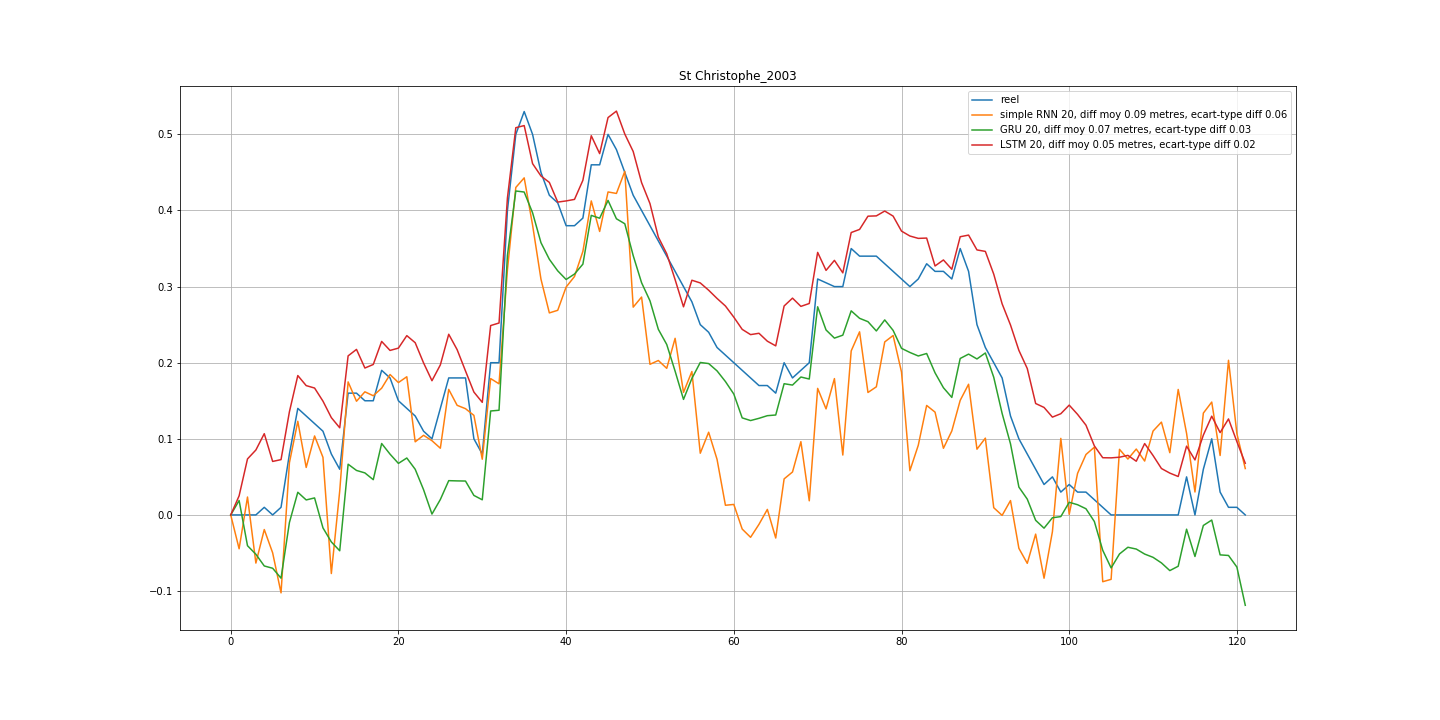 St Christophe_2003
reel
simple RNN 20, diff moy 0.09 metres, ecart-type diff 0.06
GRU 20, diff moy 0.07 metres, ecart-type diff 0.03
LSTM 20, diff moy 0.05 metres, ecart-type diff 0.02
0.5
0.4
0.3
0.2
0.1
0.0
−0.1
0 20 40 60 80 100 120